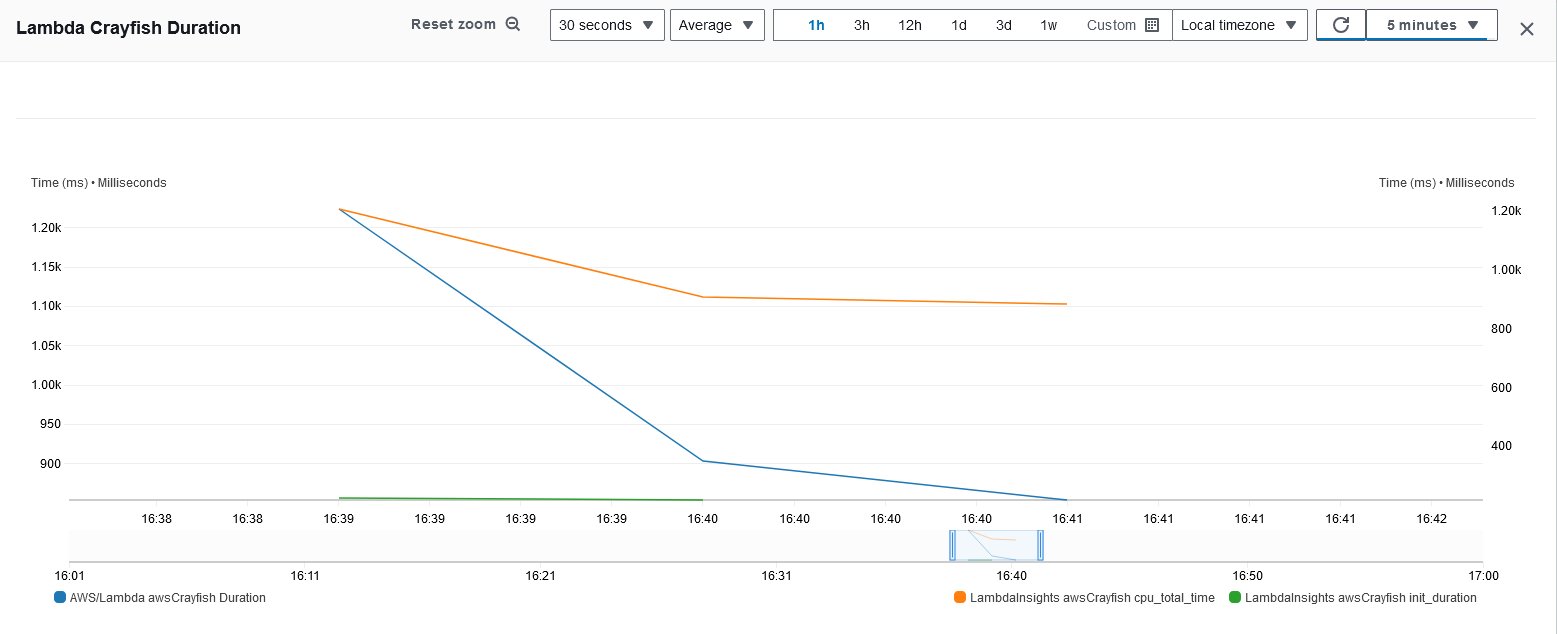 Lambda Crayfish Duration
Reset zoom
30 seconds
Average
1h 3h 12h 1d 3d 1w Custom
Local timezone
5 minutes
Time (ms) • Milliseconds
Time (ms) • Milliseconds
1.20k
1.15k
1.10k
1.05k
1.00k
950
900
1.20k
1.00k
800
600
400
16:38 16:38 16:39 16:39 16:39 16:39 16:40 16:40 16:40 16:40 16:41 16:41 16:41 16:41 16:42
16:01 16:11 16:21 16:31 16:40 16:50 17:00
AWS/Lambda awsCrayfish Duration
LambdaInsights awsCrayfish cpu_total_time
LambdaInsights awsCrayfish init_duration